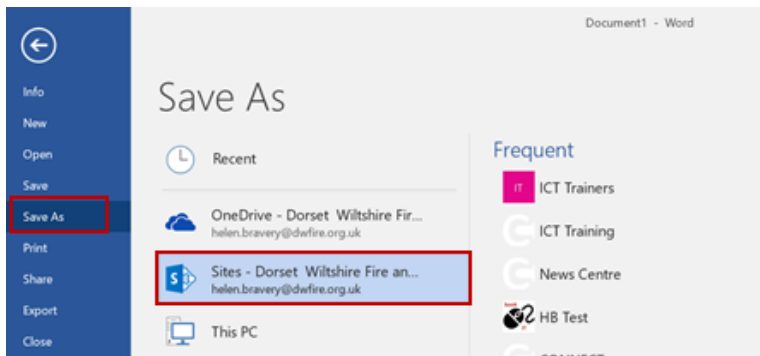 Document1 - Word
Info
New
Open
Save
Save As
Print
Share
Export
Close
Save As
Recent
OneDrive - Dorset Wiltshire Fir...
helen.bravery@dwfire.org.uk
Sites - Dorset Wiltshire Fire an...
helen.bravery@dwfire.org.uk
This PC
Frequent
IT ICT Trainers
C ICT Training
C News Centre
HB Test
CONNECT